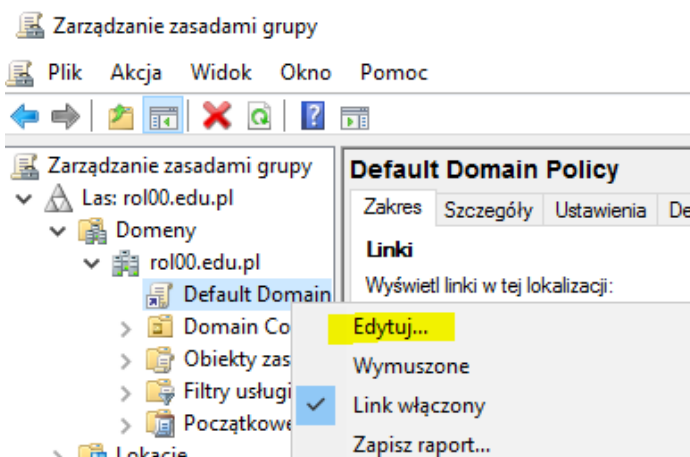 Zarządzanie zasadami grupy
Plik Akcja Widok Okno Pomoc
Zarządzanie zasadami grupy
Las: rol00.edu.pl
Domeny
rol00.edu.pl
Default Domain
Domain Co
Obiekty zas
Filtry usługi
Początkowe
Lokacje
Default Domain Policy
Zakres Szczegóły Ustawienia De
Linki
Wyświetl linki w tej lokalizacji:
Edytuj...
Wymuszone
Link włączony
Zapisz raport...